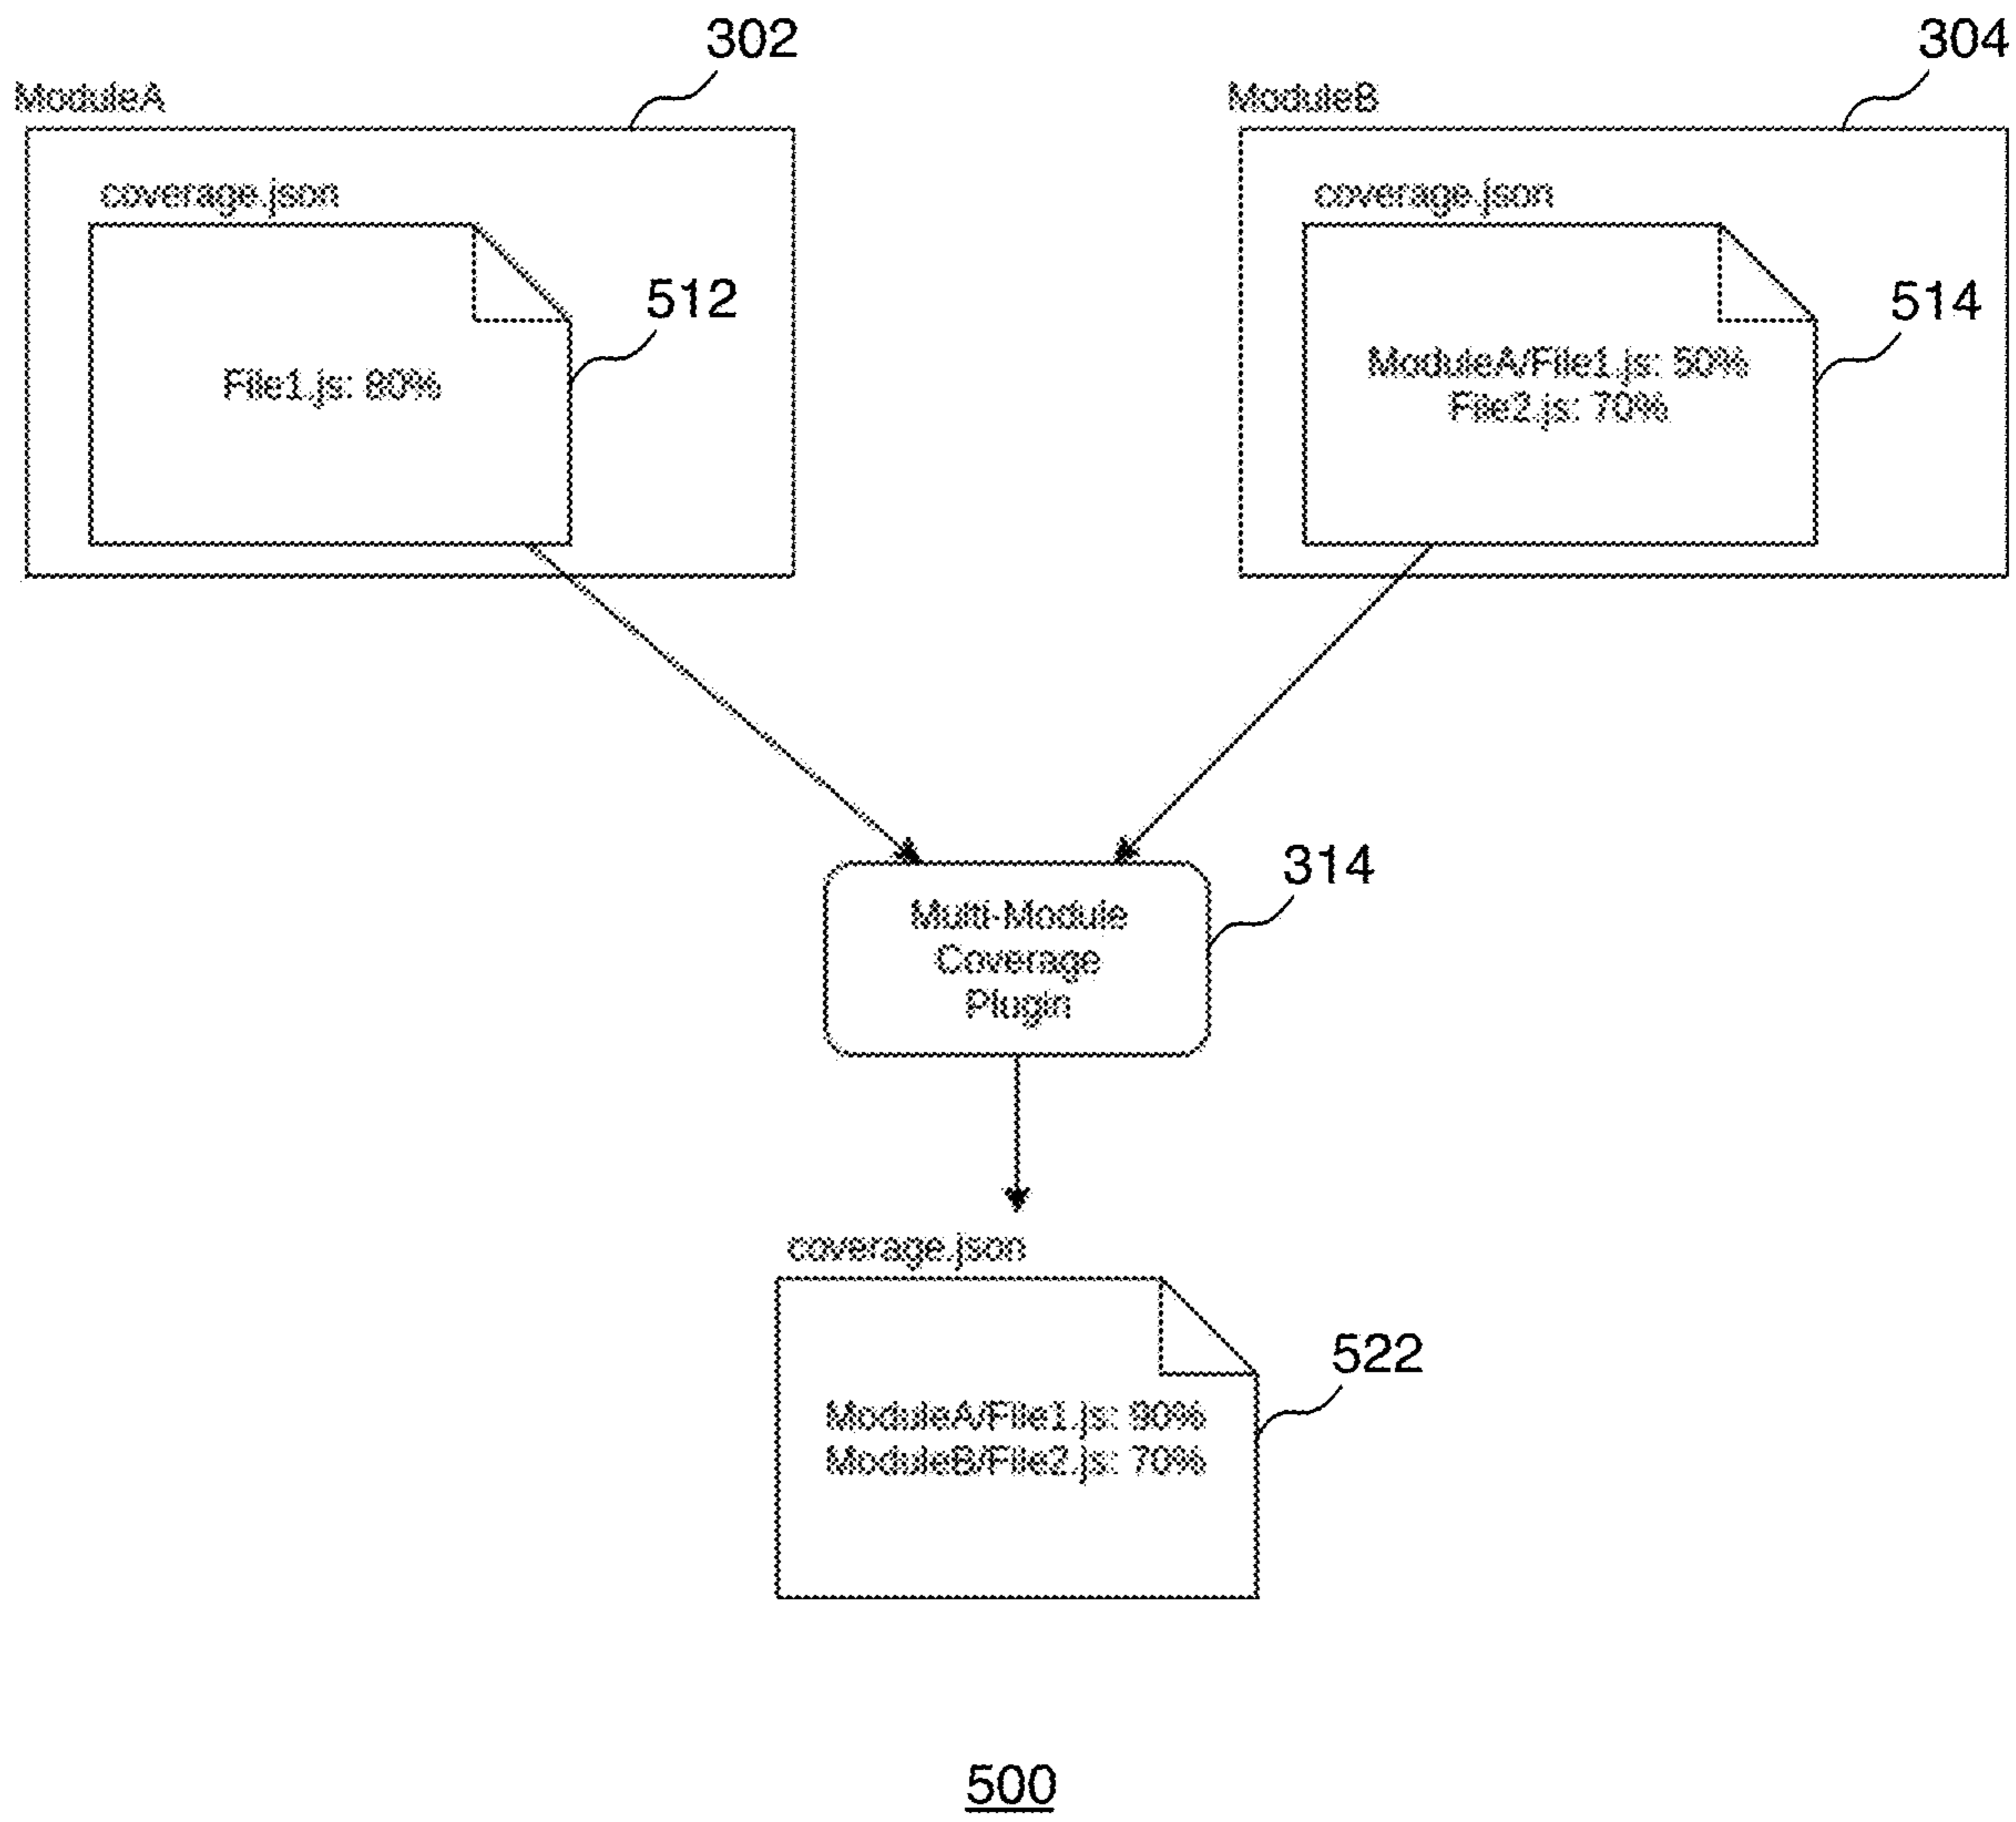 302
304
ModuleA
ModuleB
coverage.json
coverage.json
512
514
File1.js: 80%
ModuleA/File1.js: 50%
File2.js: 70%
314
Multi-Module
Coverage
Plugin
coverage.json
522
ModuleA/File1.js: 90%
ModuleB/File2.js: 70%
500